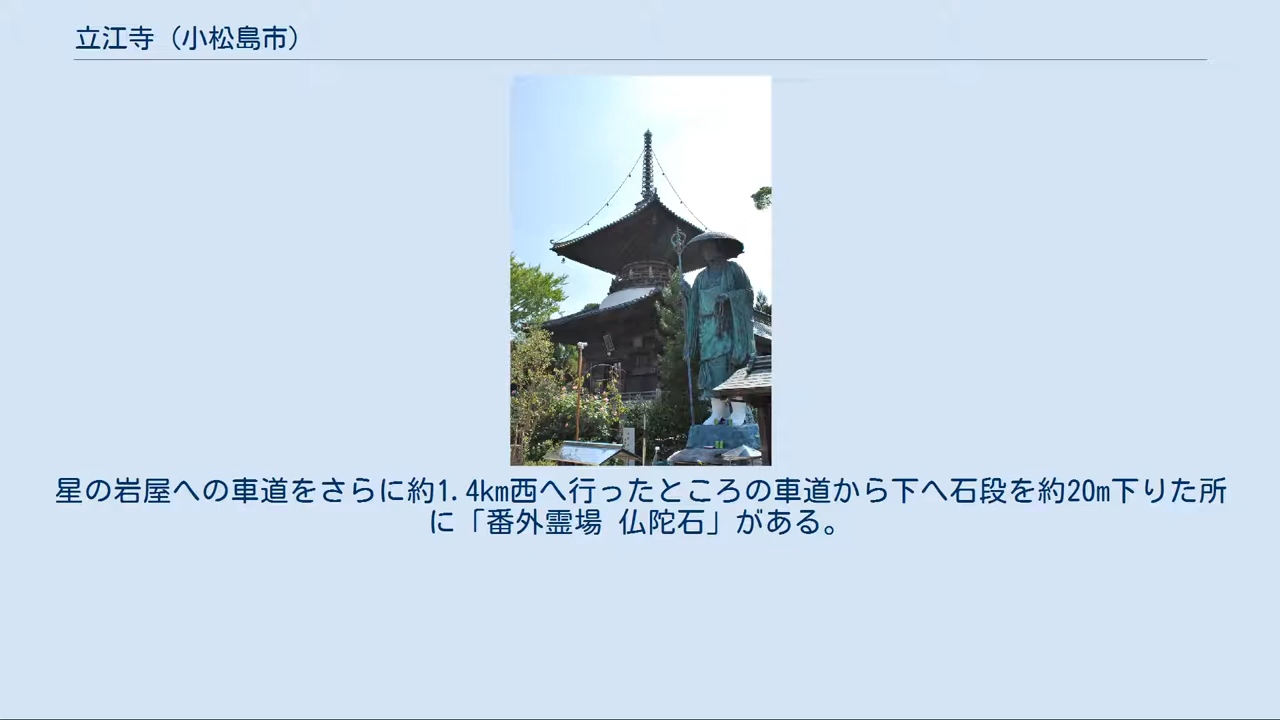 立江寺（小松島市）
星の岩屋への車道をさらに約1.4km西へ行ったところの車道から下へ石段を約20m下りた所
に「番外霊場 仏陀石」がある。